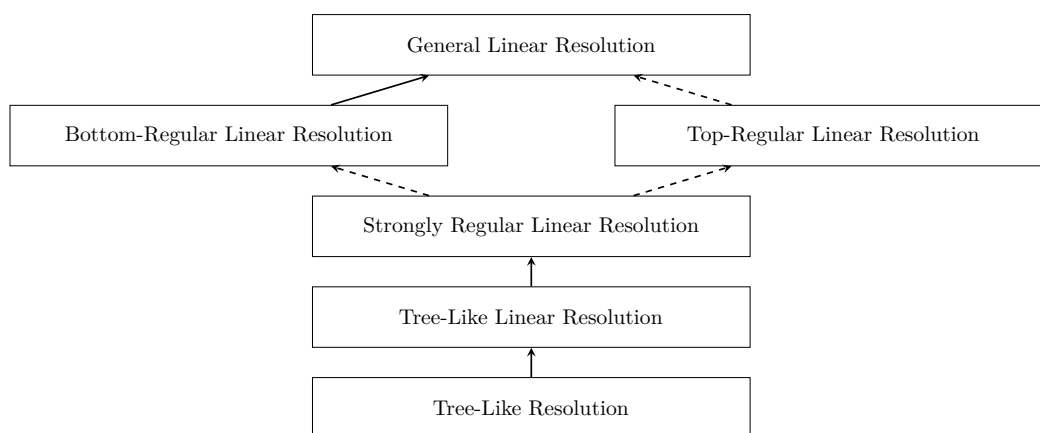 General Linear Resolution
Bottom-Regular Linear Resolution
Top-Regular Linear Resolution
Strongly Regular Linear Resolution
Tree-Like Linear Resolution
Tree-Like Resolution